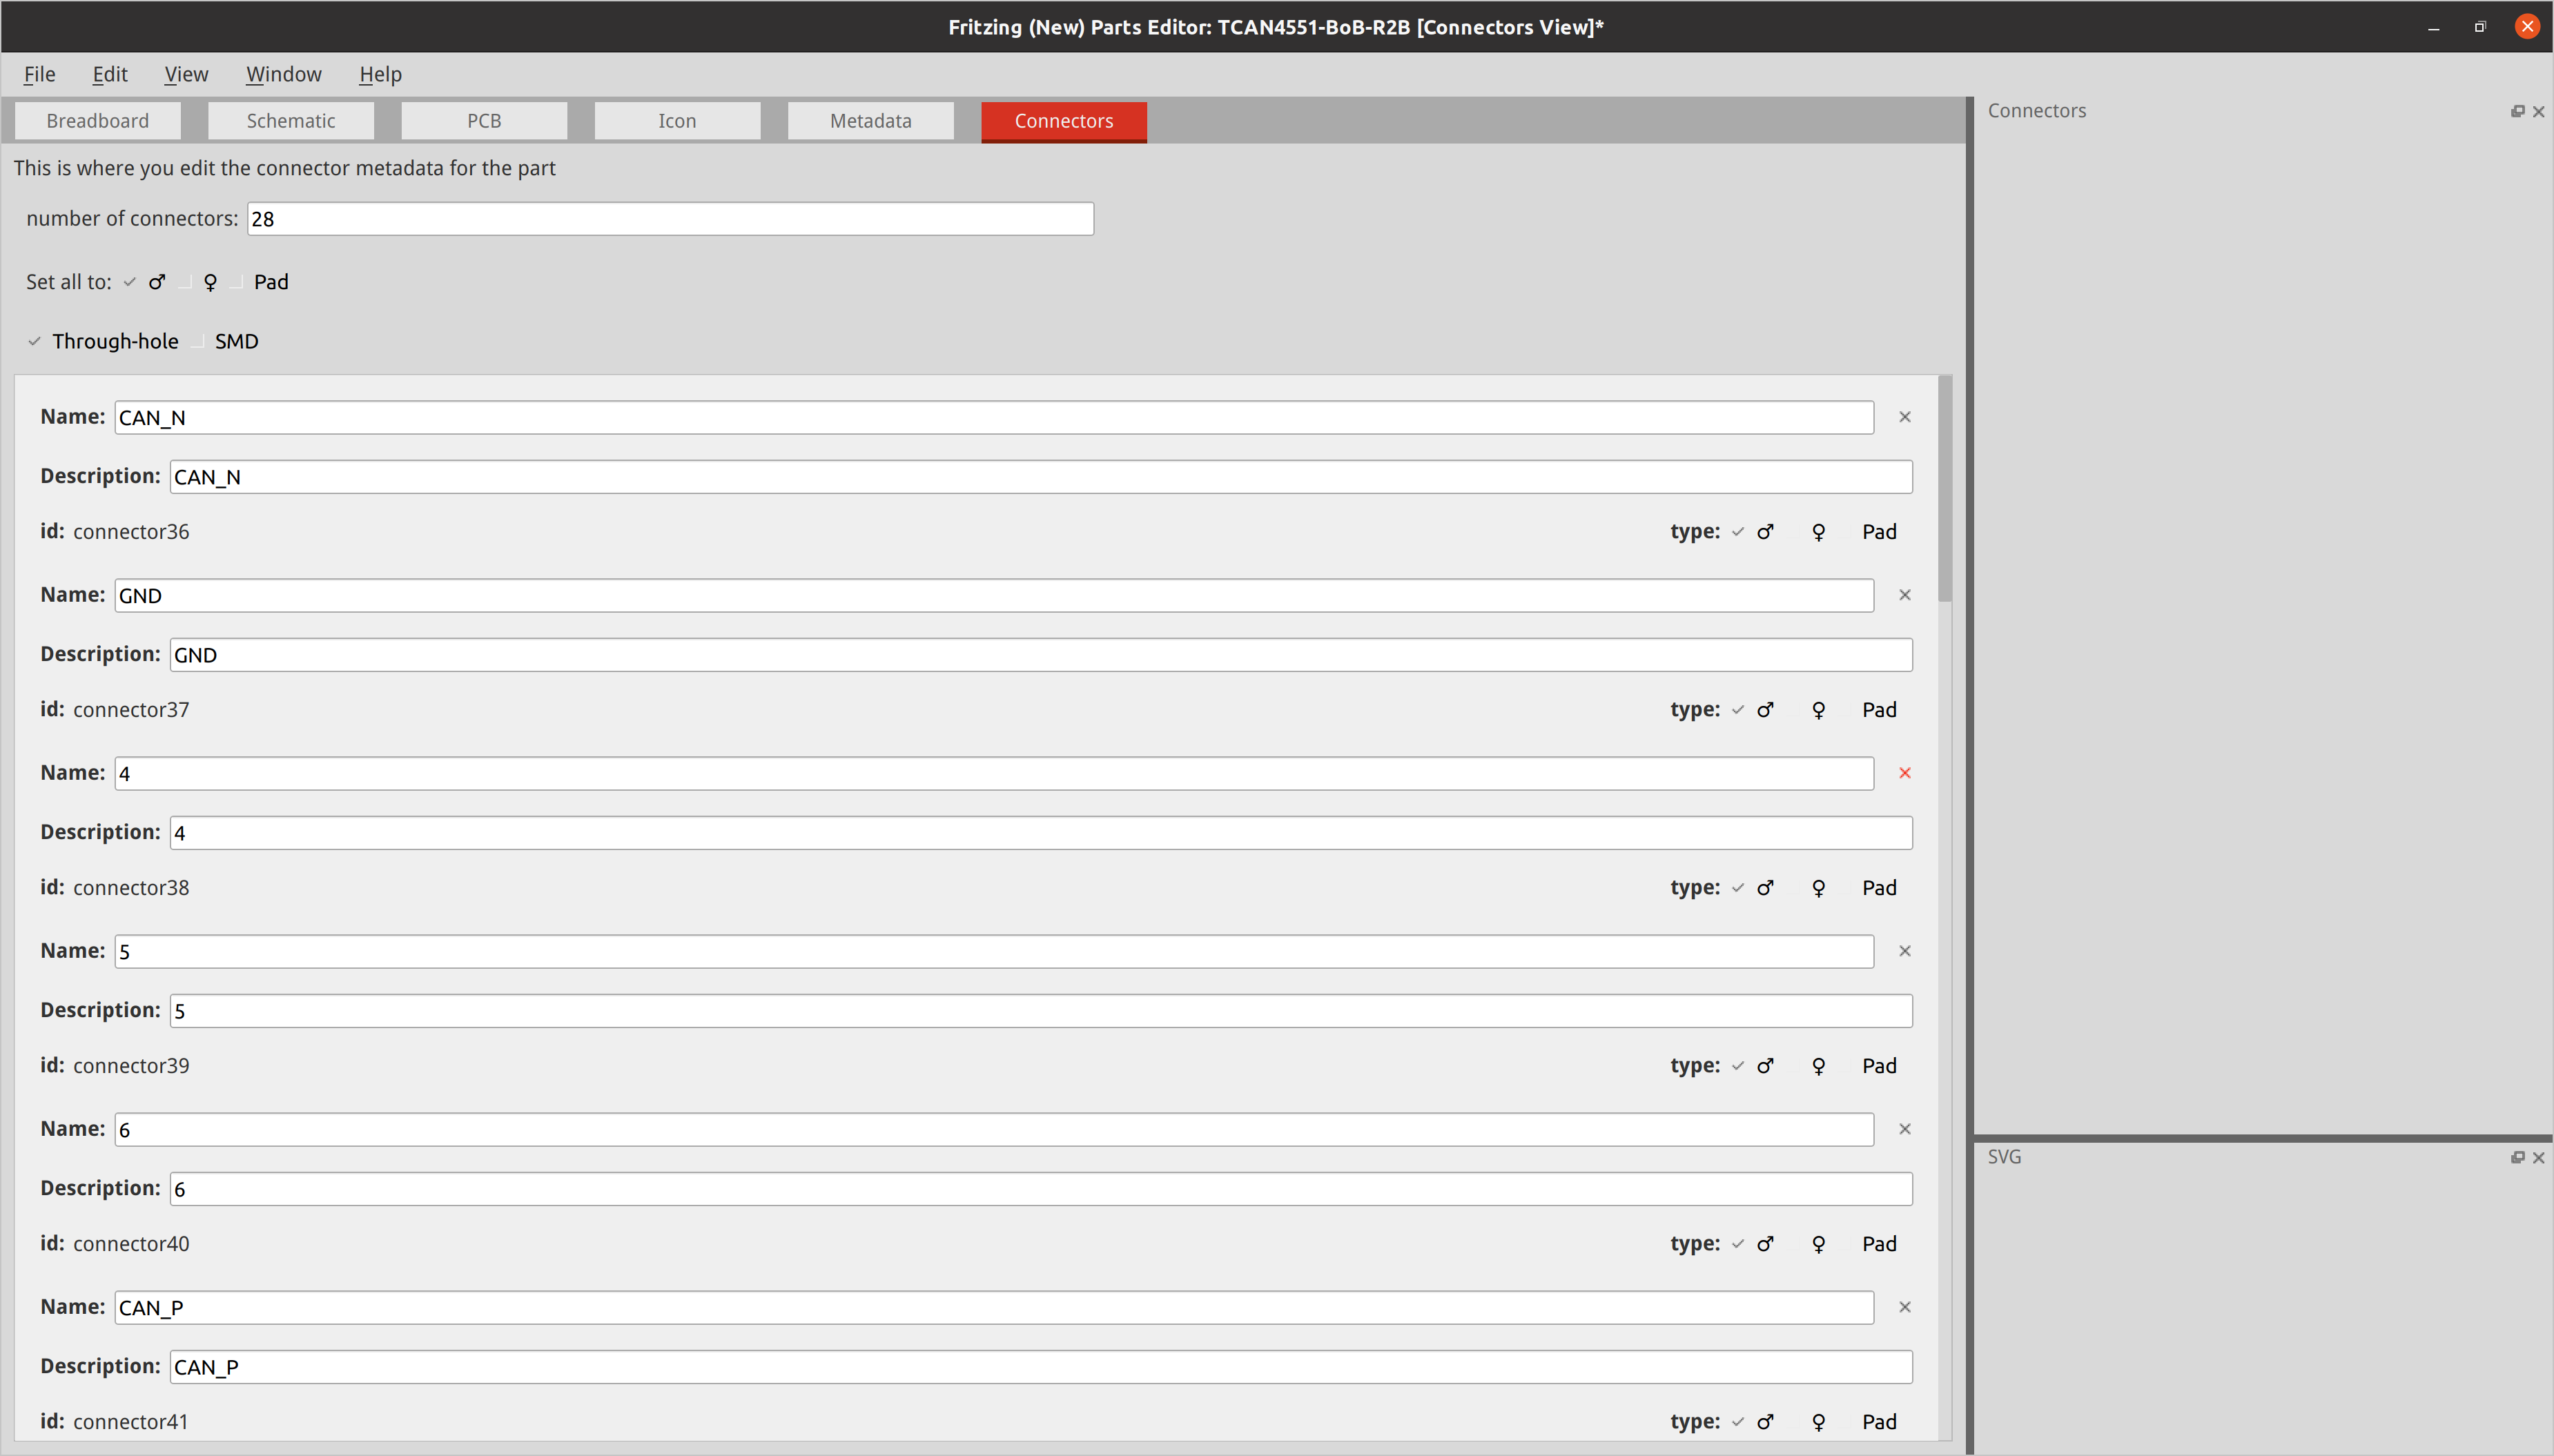 Fritzing (New) Parts Editor: TCAN4551-BoB-R2B [Connectors View]*
File Edit View Window Help
Breadboard Schematic PCB Icon Metadata Connectors
This is where you edit the connector metadata for the part
number of connectors: 28
Set all to: ♂ ♀ Pad
Through-hole SMD
Name: CAN_N
Description: CAN_N
id: connector36 type: ♂ ♀ Pad
Name: GND
Description: GND
id: connector37 type: ♂ ♀ Pad
Name: 4
Description: 4
id: connector38 type: ♂ ♀ Pad
Name: 5
Description: 5
id: connector39 type: ♂ ♀ Pad
Name: 6
Description: 6
id: connector40 type: ♂ ♀ Pad
Name: CAN_P
Description: CAN_P
id: connector41 type: ♂ ♀ Pad
Connectors
SVG